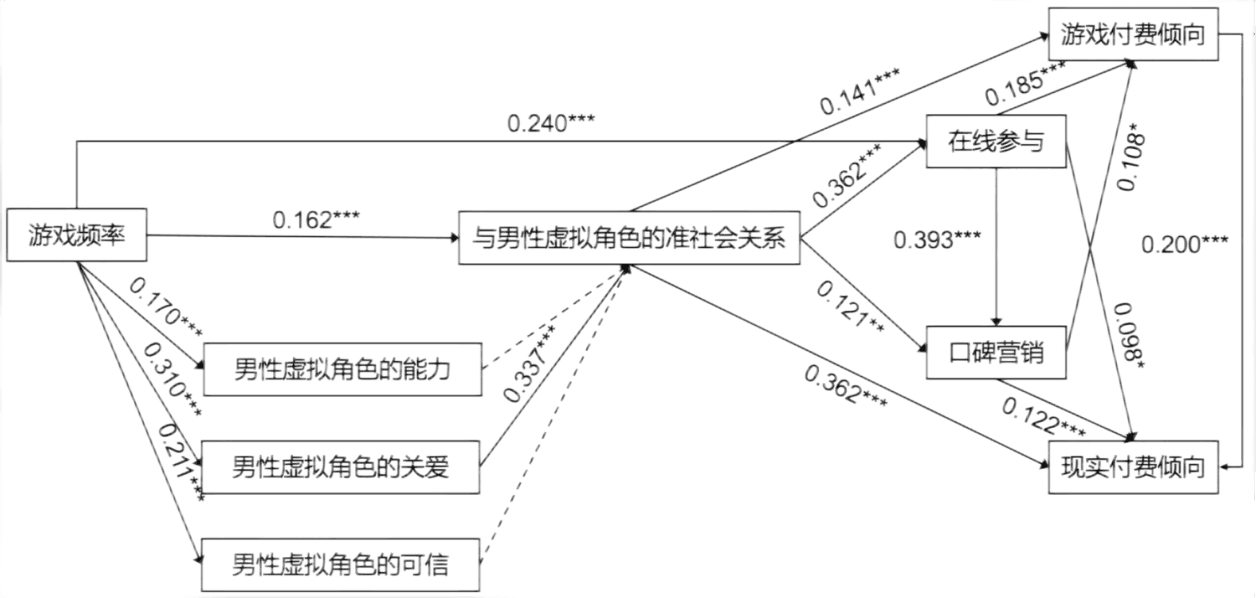 游戏付费倾向
0.141***
0.185***
0.240***
在线参与
0.362***
0.108*
游戏频率
0.162***
与男性虚拟角色的准社会关系
0.393***
0.200***
0.170***
0.121**
0.098*
0.310***
男性虚拟角色的能力
0.337***
口碑营销
0.362***
0.122***
0.211***
男性虚拟角色的关爱
现实付费倾向
男性虚拟角色的可信